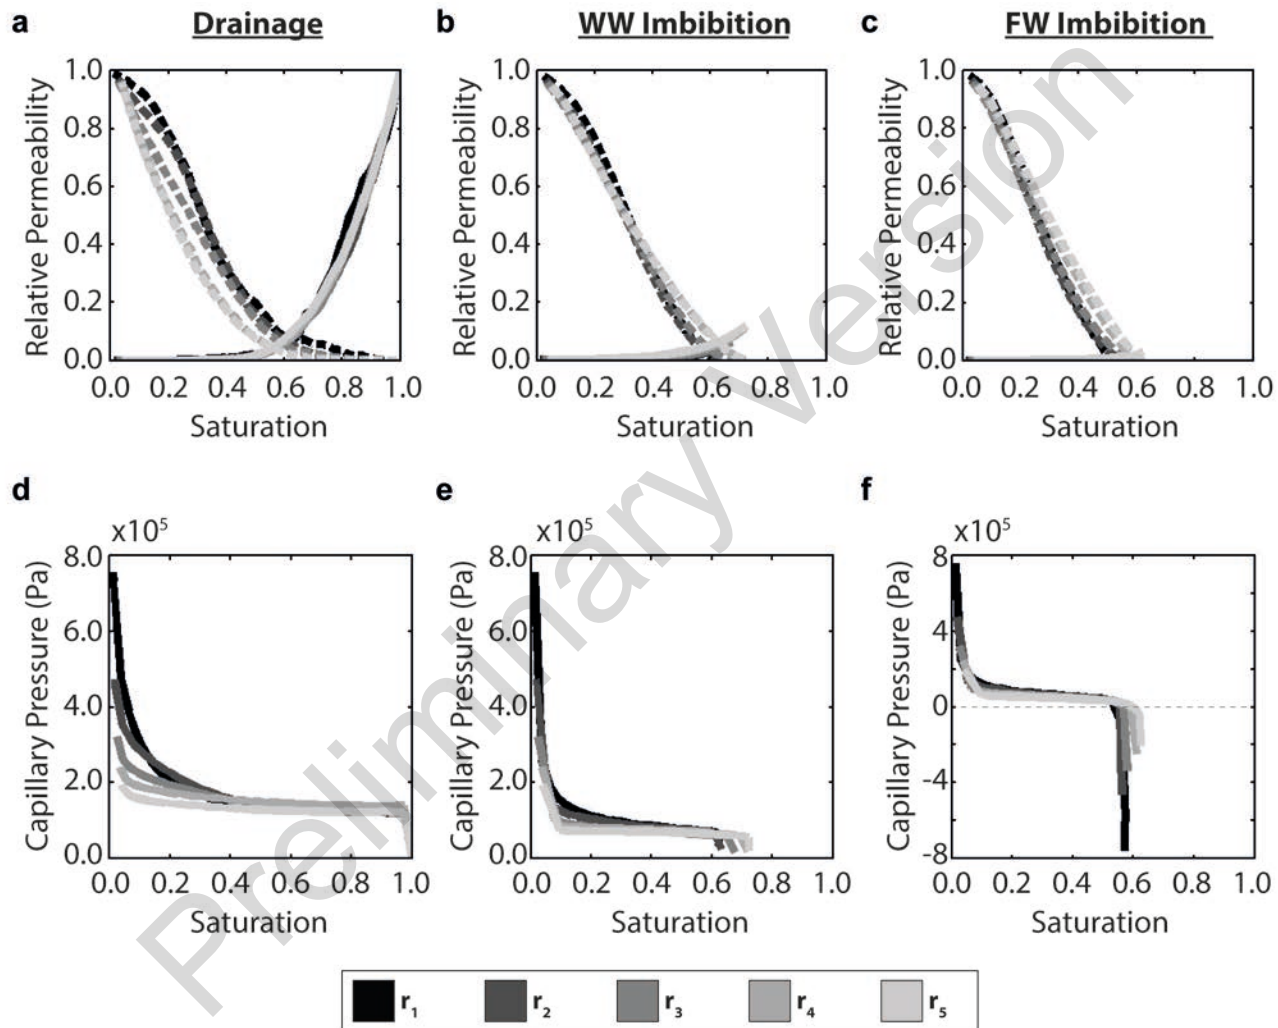 a Drainage
b WW Imbibition
c FW Imbibition
Relative Permeability
1.0
0.8
0.6
0.4
0.2
0.0
0.0 0.2 0.4 0.6 0.8 1.0
Saturation
Relative Permeability
1.0
0.8
0.6
0.4
0.2
0.0
0.0 0.2 0.4 0.6 0.8 1.0
Saturation
Relative Permeability
1.0
0.8
0.6
0.4
0.2
0.0
0.0 0.2 0.4 0.6 0.8 1.0
Saturation
d
x10⁵
Capillary Pressure (Pa)
8.0
6.0
4.0
2.0
0.0
0.0 0.2 0.4 0.6 0.8 1.0
Saturation
e
x10⁵
Capillary Pressure (Pa)
8.0
6.0
4.0
2.0
0.0
0.0 0.2 0.4 0.6 0.8 1.0
Saturation
f
x10⁵
Capillary Pressure (Pa)
8
4
0
-4
-8
0.0 0.2 0.4 0.6 0.8 1.0
Saturation
r₁ r₂ r₃ r₄ r₅
Preliminary Version